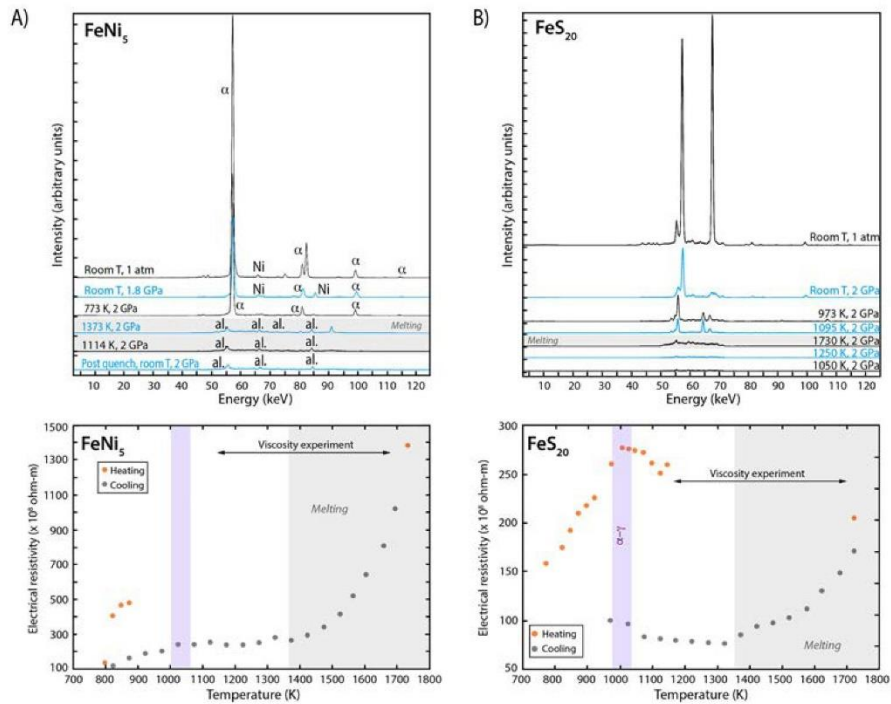 A)
FeNi5
Intensity (arbitrary units)
α
Room T, 1 atm
Ni
α
α
α
Room T, 1.8 GPa
Ni
α
Ni
α
773 K, 2 GPa
α
α
α
1373 K, 2 GPa
al.
al.
al.
al.
Melting
1114 K, 2 GPa
al.
al.
al.
Post quench, room T, 2 GPa
al.
al.
al.
10 20 30 40 50 60 70 80 90 100 110 120
Energy (keV)
B)
FeS20
Intensity (arbitrary units)
Room T, 1 atm
Room T, 2 GPa
973 K, 2 GPa
1095 K, 2 GPa
Melting
1730 K, 2 GPa
1250 K, 2 GPa
1050 K, 2 GPa
10 20 30 40 50 60 70 80 90 100 110 120
Energy (keV)
FeNi5
Heating
Cooling
Viscosity experiment
Melting
Electrical resistivity (x 10⁸ ohm-m)
1500
1300
1100
900
700
500
300
100
700 800 900 1000 1100 1200 1300 1400 1500 1600 1700 1800
Temperature (K)
FeS20
Viscosity experiment
α-γ
Heating
Cooling
Melting
Electrical resistivity (x 10⁸ ohm-m)
300
250
200
150
100
50
700 800 900 1000 1100 1200 1300 1400 1500 1600 1700 1800
Temperature (K)